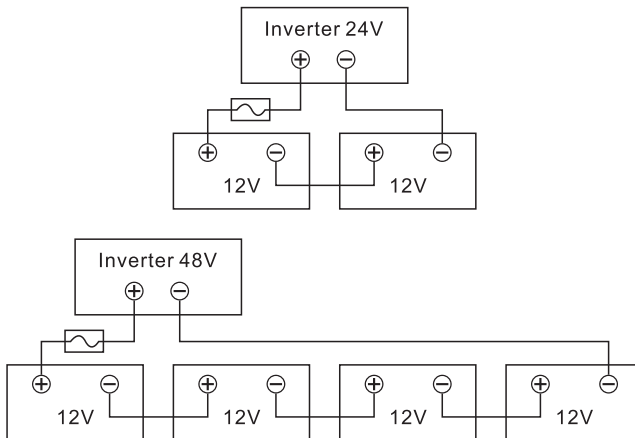 Inverter 24V
+ −
+ − + −
12V 12V
Inverter 48V
+ −
+ − + − + − + −
12V 12V 12V 12V